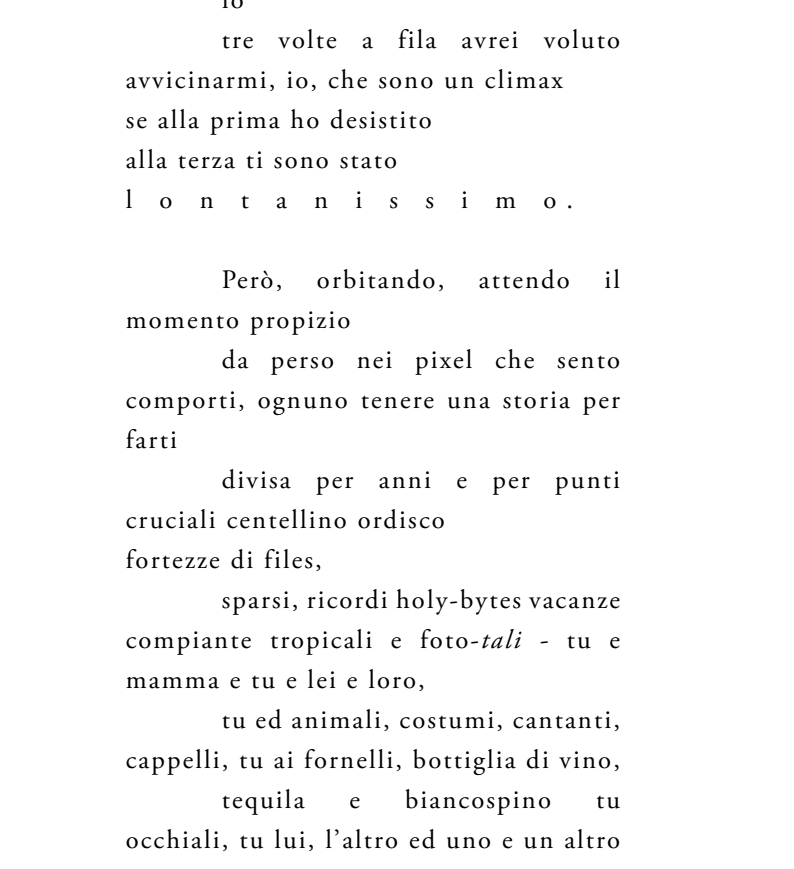 io
tre volte a fila avrei voluto
avvicinarmi, io, che sono un climax
se alla prima ho desistito
alla terza ti sono stato
l o n t a n i s s i m o .
Però, orbitando, attendo il
momento propizio
da perso nei pixel che sento
comporti, ognuno tenere una storia per
farti
divisa per anni e per punti
cruciali centellino ordisco
fortezze di files,
sparsi, ricordi holy-bytes vacanze
compiante tropicali e foto-tali - tu e
mamma e tu e lei e loro,
tu ed animali, costumi, cantanti,
cappelli, tu ai fornelli, bottiglia di vino,
tequila e biancospino tu
occhiali, tu lui, l’altro ed uno e un altro